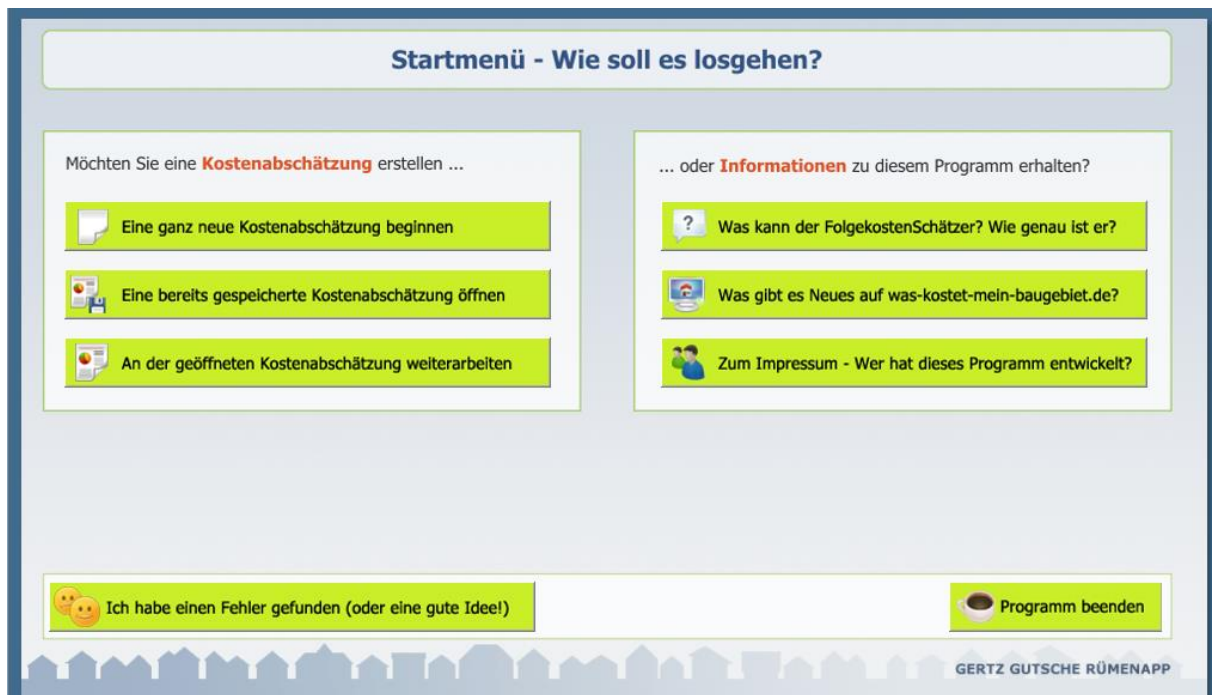 Startmenü - Wie soll es losgehen?
Möchten Sie eine Kostenabschätzung erstellen ...
Eine ganz neue Kostenabschätzung beginnen
Eine bereits gespeicherte Kostenabschätzung öffnen
An der geöffneten Kostenabschätzung weiterarbeiten
... oder Informationen zu diesem Programm erhalten?
? Was kann der FolgekostenSchätzer? Wie genau ist er?
Was gibt es Neues auf was-kostet-mein-baugebiet.de?
Zum Impressum - Wer hat dieses Programm entwickelt?
Ich habe einen Fehler gefunden (oder eine gute Idee!)
Programm beenden
GERTZ GUTSCHE RÜMENAPP